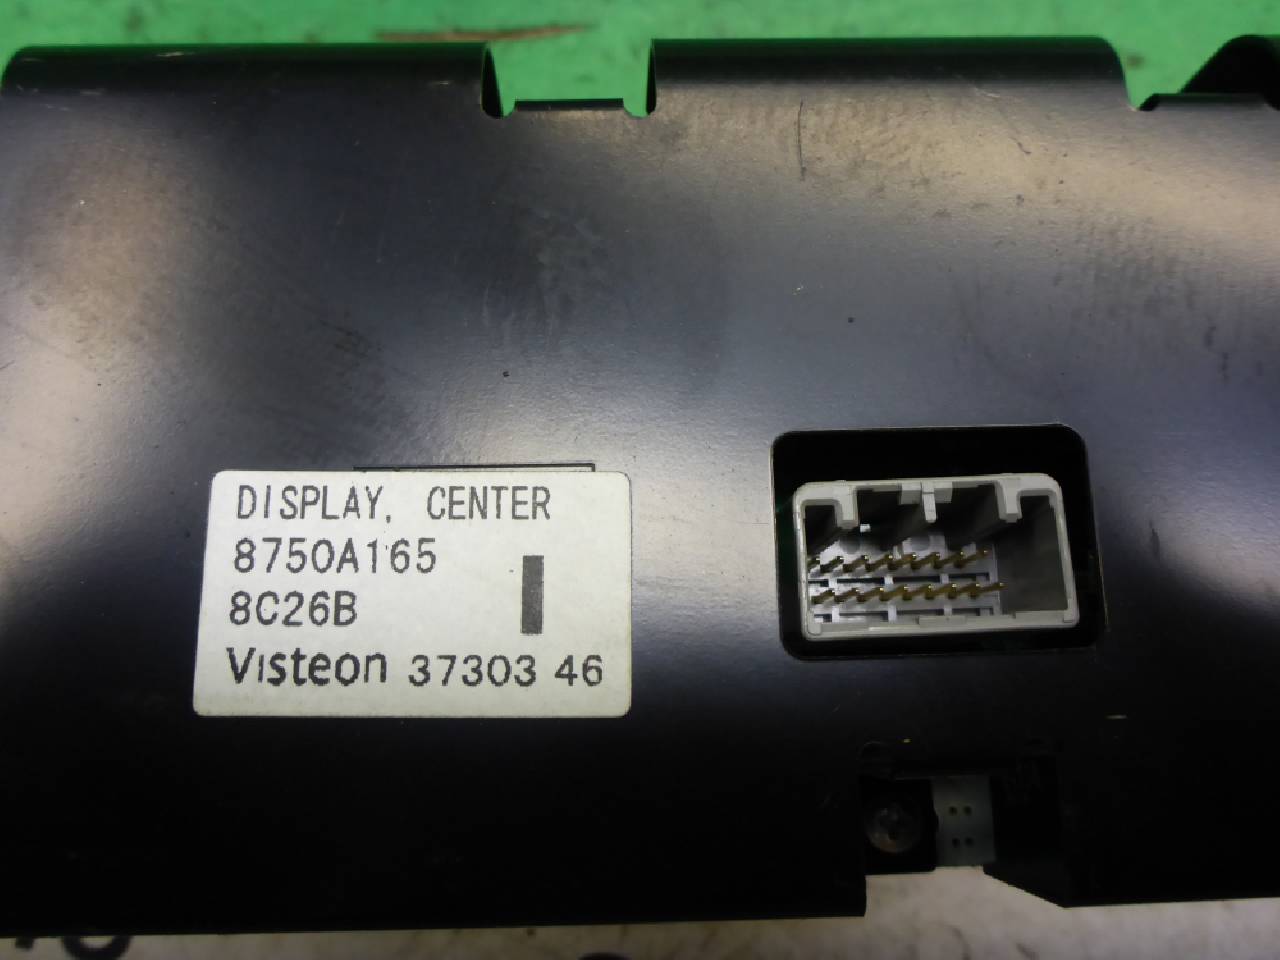 DISPLAY, CENTER
8750A165
8C26B
Visteon 37303 46